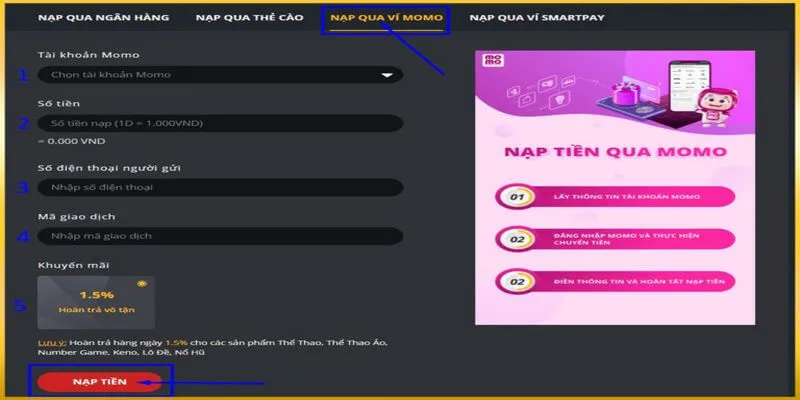 NẠP QUA NGÂN HÀNG NẠP QUA THẺ CÀO NẠP QUA VÍ MOMO NẠP QUA VÍ SMARTPAY
Tài khoản Momo
1 Chọn tài khoản Momo
Số tiền
2 Số tiền nạp (1D = 1.000VND)
= 0.000 VND
Số điện thoại người gửi
3 Nhập số điện thoại
Mã giao dịch
4 Nhập mã giao dịch
Khuyến mãi
5 1.5%
Hoàn trả vô tận
Lưu ý: Hoàn trả hàng ngày 1.5% cho các sản phẩm Thể Thao, Thể Thao Ảo,
Number Game, Keno, Lô Đề, Nổ Hũ
NẠP TIỀN
mo
mo
NẠP TIỀN QUA MOMO
01 LẤY THÔNG TIN TÀI KHOẢN MOMO
02 ĐĂNG NHẬP MOMO VÀ THỰC HIỆN
CHUYỂN TIỀN
02 ĐIỀN THÔNG TIN VÀ HOÀN TẤT NẠP TIỀN